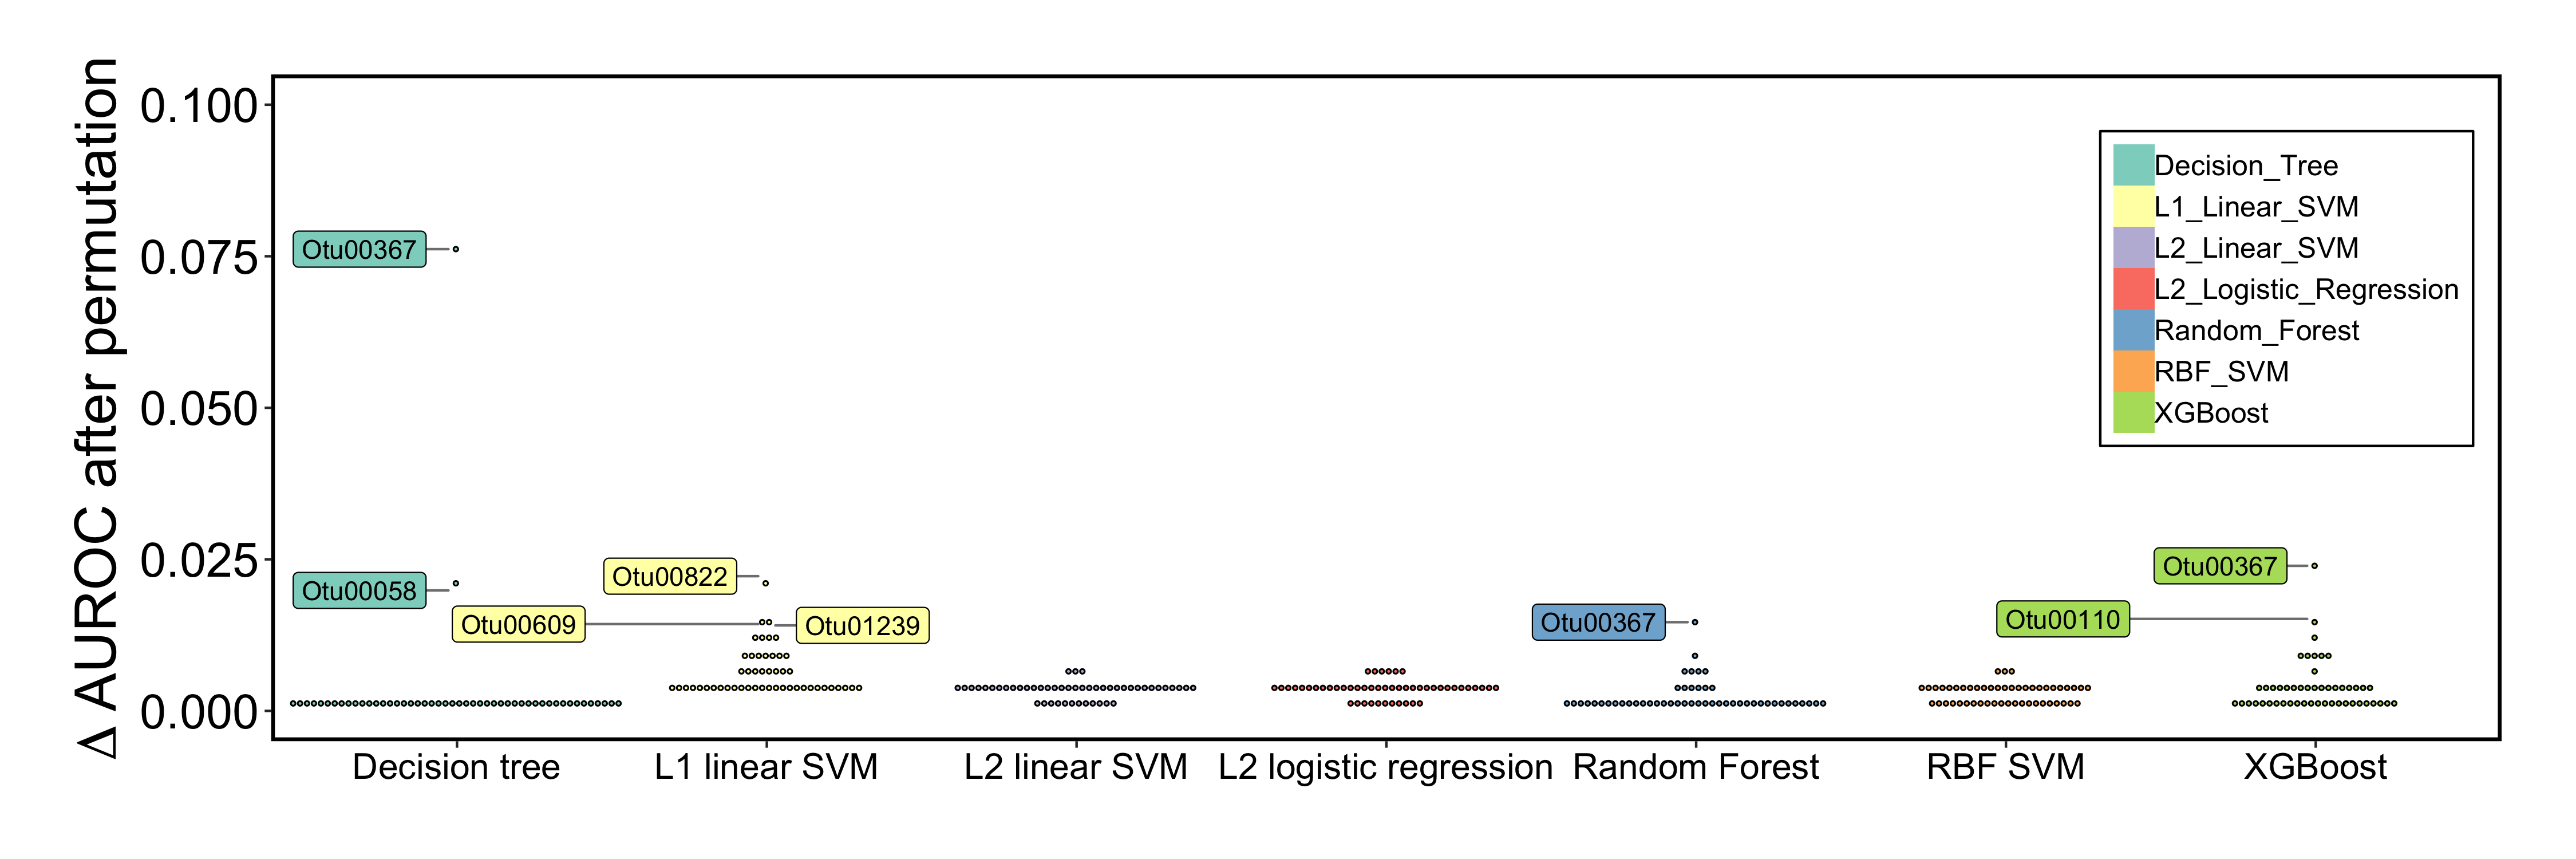 Δ AUROC after permutation
0.100
0.075
0.050
0.025
0.000
Otu00367
Otu00058
Otu00822
Otu00609
Otu01239
Otu00367
Otu00367
Otu00110
Decision_Tree
L1_Linear_SVM
L2_Linear_SVM
L2_Logistic_Regression
Random_Forest
RBF_SVM
XGBoost
Decision tree L1 linear SVM L2 linear SVM L2 logistic regression Random Forest RBF SVM XGBoost